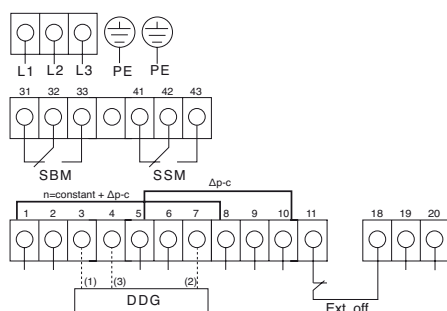 L1 L2 L3 PE PE
31 32 33 41 42 43
SBM SSM
Δp-c
n=constant + Δp-c
1 2 3 4 5 6 7 8 9 10 11 18 19 20
(1) (3) (2)
DDG
Ext. off